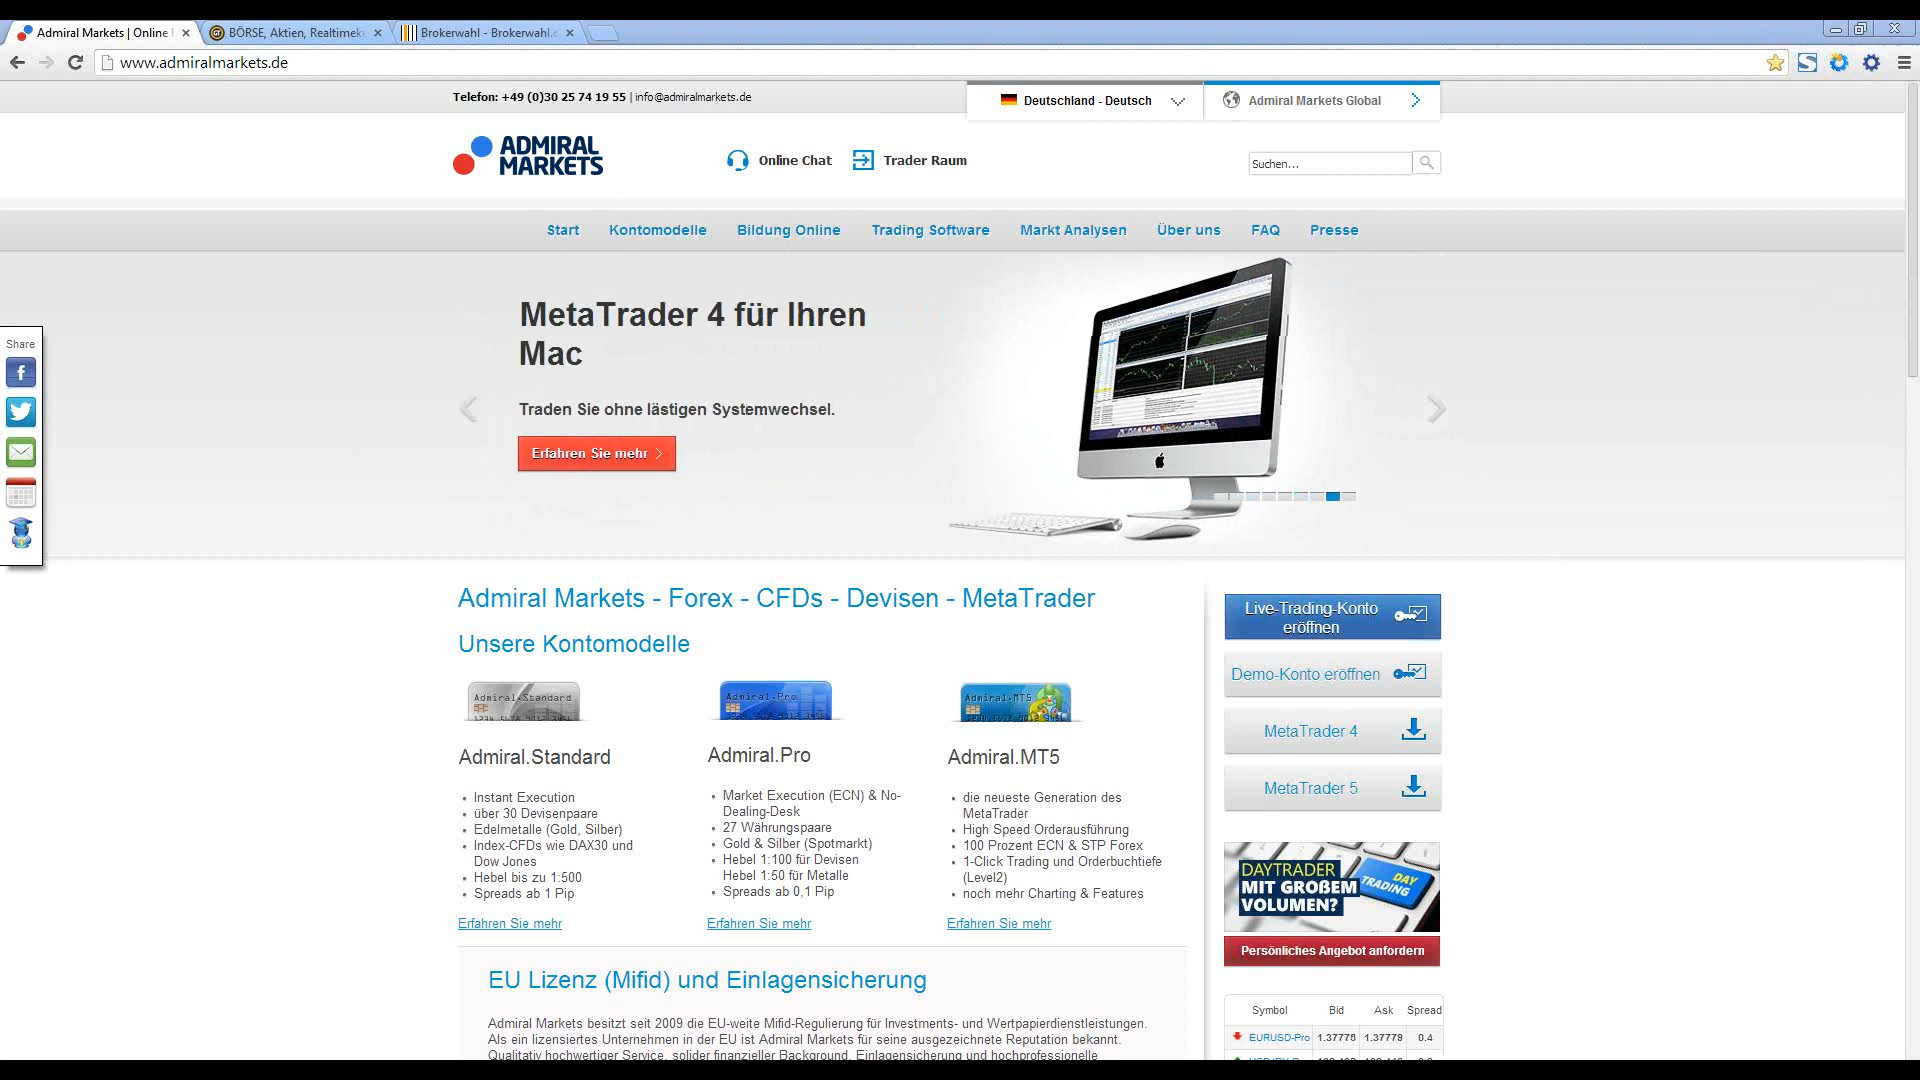 Admiral Markets | Online
BÖRSE, Aktien, Realtimek
Brokerwahl - Brokerwahl.
www.admiralmarkets.de
Telefon: +49 (0)30 25 74 19 55 | info@admiralmarkets.de
Deutschland - Deutsch
Admiral Markets Global
ADMIRAL
MARKETS
Online Chat
Trader Raum
Suchen...
Start Kontomodelle Bildung Online Trading Software Markt Analysen Über uns FAQ Presse
MetaTrader 4 für Ihren
Mac
Traden Sie ohne lästigen Systemwechsel.
Erfahren Sie mehr
Share
Admiral Markets - Forex - CFDs - Devisen - MetaTrader
Unsere Kontomodelle
Admiral.Standard
Admiral.Standard
• Instant Execution
• über 30 Devisenpaare
• Edelmetalle (Gold, Silber)
• Index-CFDs wie DAX30 und
Dow Jones
• Hebel bis zu 1:500
• Spreads ab 1 Pip
Erfahren Sie mehr
Admiral.Pro
Admiral.Pro
• Market Execution (ECN) & No-
Dealing-Desk
• 27 Währungspaare
• Gold & Silber (Spotmarkt)
• Hebel 1:100 für Devisen
Hebel 1:50 für Metalle
• Spreads ab 0,1 Pip
Erfahren Sie mehr
Admiral.MT5
Admiral.MT5
• die neueste Generation des
MetaTrader
• High Speed Orderausführung
• 100 Prozent ECN & STP Forex
• 1-Click Trading und Orderbuchtiefe
(Level2)
• noch mehr Charting & Features
Erfahren Sie mehr
EU Lizenz (Mifid) und Einlagensicherung
Admiral Markets besitzt seit 2009 die EU-weite Mifid-Regulierung für Investments- und Wertpapierdienstleistungen.
Als ein lizensiertes Unternehmen in der EU ist Admiral Markets für seine ausgezeichnete Reputation bekannt.
Qualitativ hochwertiger Service, solider finanzieller Background, Einlagensicherung und hochprofessionelle
Live-Trading-Konto
eröffnen
Demo-Konto eröffnen
MetaTrader 4
MetaTrader 5
DAYTRADER
MIT GROßEM
VOLUMEN?
DAY
TRADING
Persönliches Angebot anfordern
Symbol Bid Ask Spread
EURUSD-Pro 1.37776 1.37779 0.4